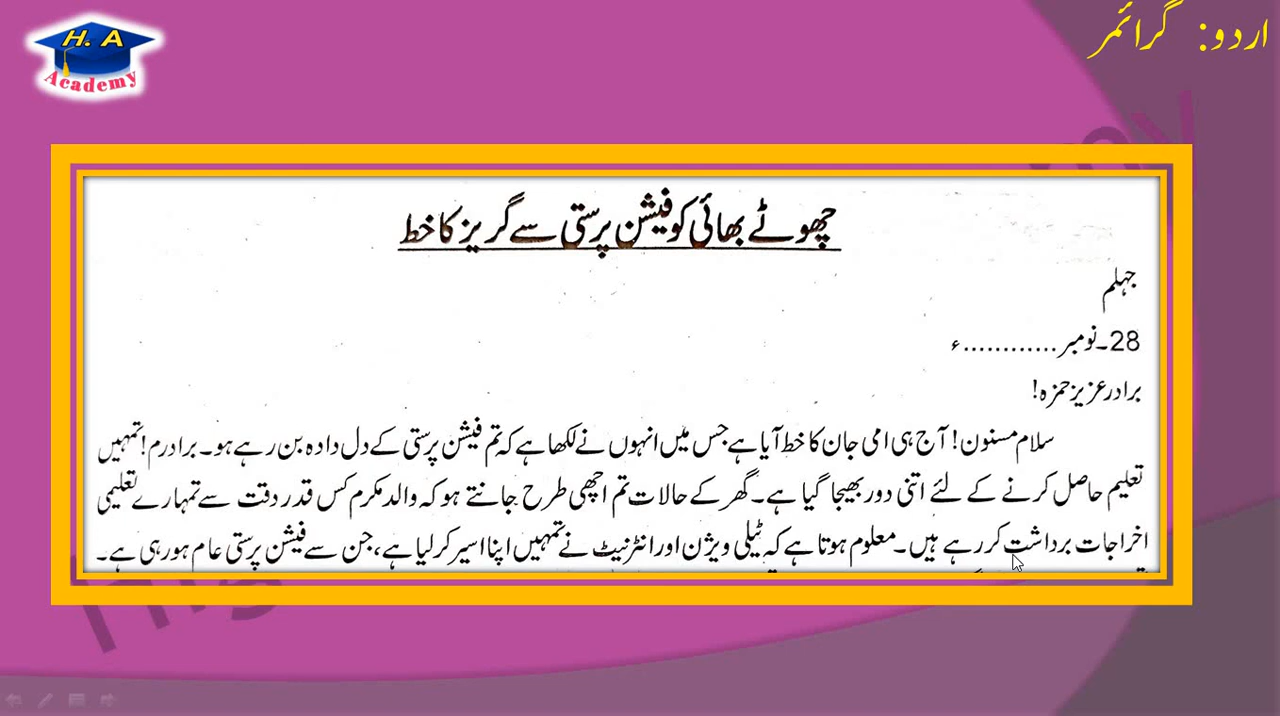 H. A
Academy
اردو: گرائمر
چھوٹے بھائی کو فیشن پرستی سے گریز کا خط
جہلم
28۔نومبر ............ء
برادر عزیز حمزہ!
سلام مسنون! آج ہی امی جان کا خط آیا ہے جس میں انہوں نے لکھا ہے کہ تم فیشن پرستی کے دل دادہ بن رہے ہو۔ برادرم! تمہیں
تعلیم حاصل کرنے کے لئے اتنی دور بھیجا گیا ہے۔ گھر کے حالات تم اچھی طرح جانتے ہو کہ والد مکرم کس قدر دقت سے تمہارے تعلیمی
اخراجات برداشت کر رہے ہیں۔ معلوم ہوتا ہے کہ ٹیلی ویژن اور انٹرنیٹ نے تمہیں اپنا اسیر کر لیا ہے، جن سے فیشن پرستی عام ہو رہی ہے۔